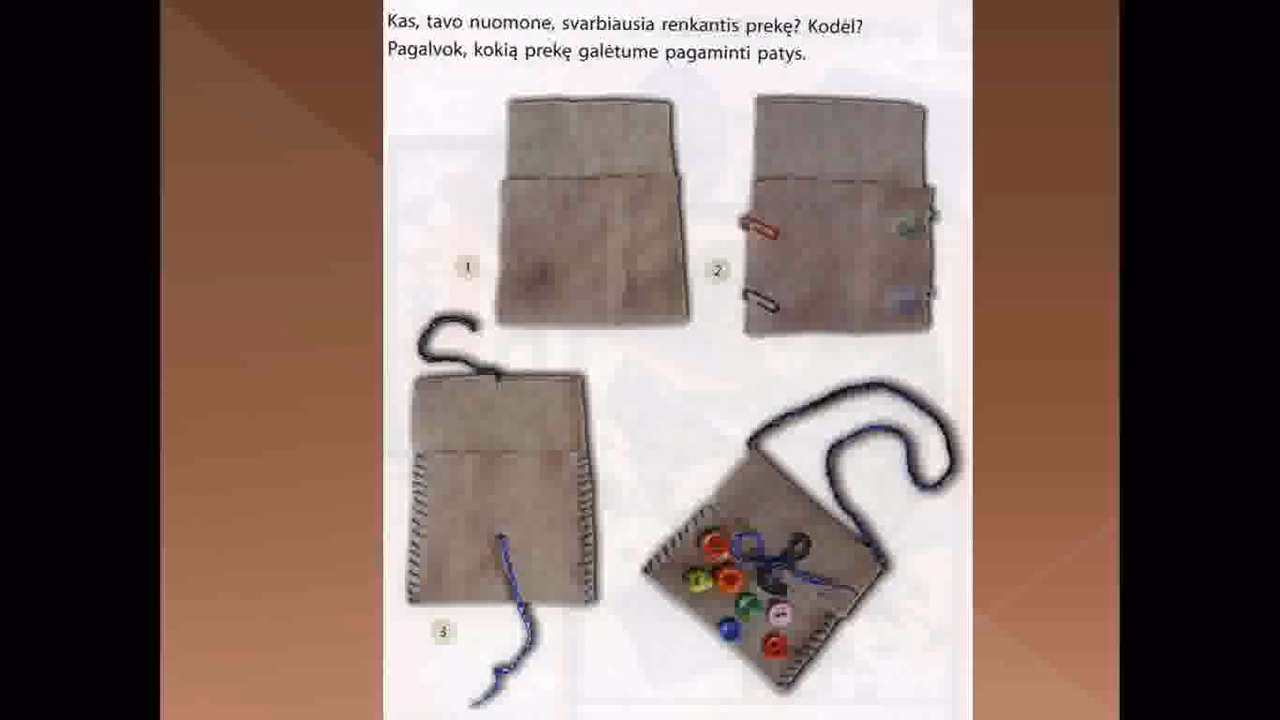 Kas, tavo nuomone, svarbiausia renkantis prekę? Kodėl?
Pagalvok, kokią prekę galėtume pagaminti patys.
1
2
3